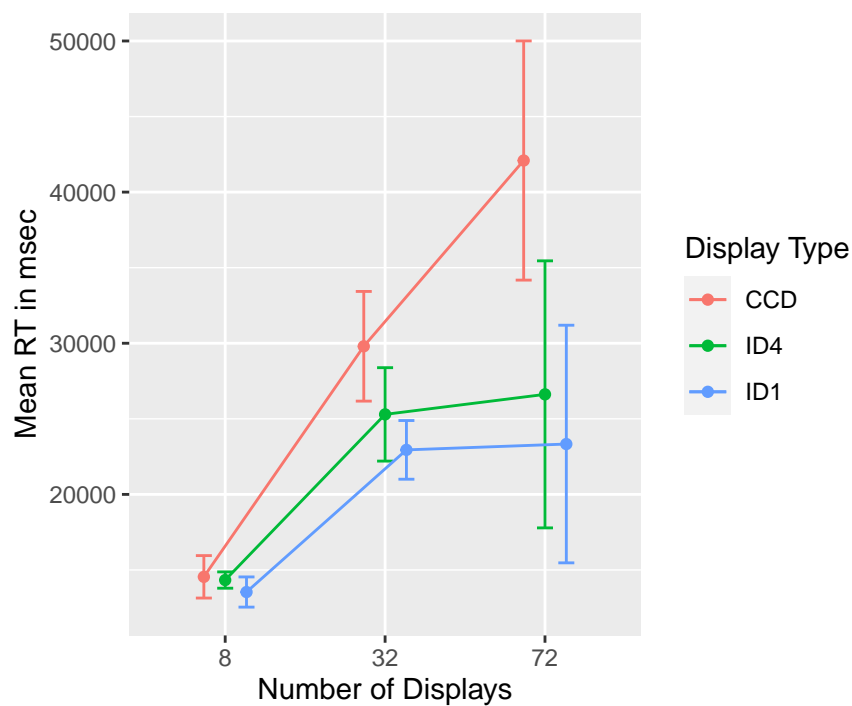 50000
40000
30000
20000
Mean RT in msec
8 32 72
Number of Displays
Display Type
CCD
ID4
ID1